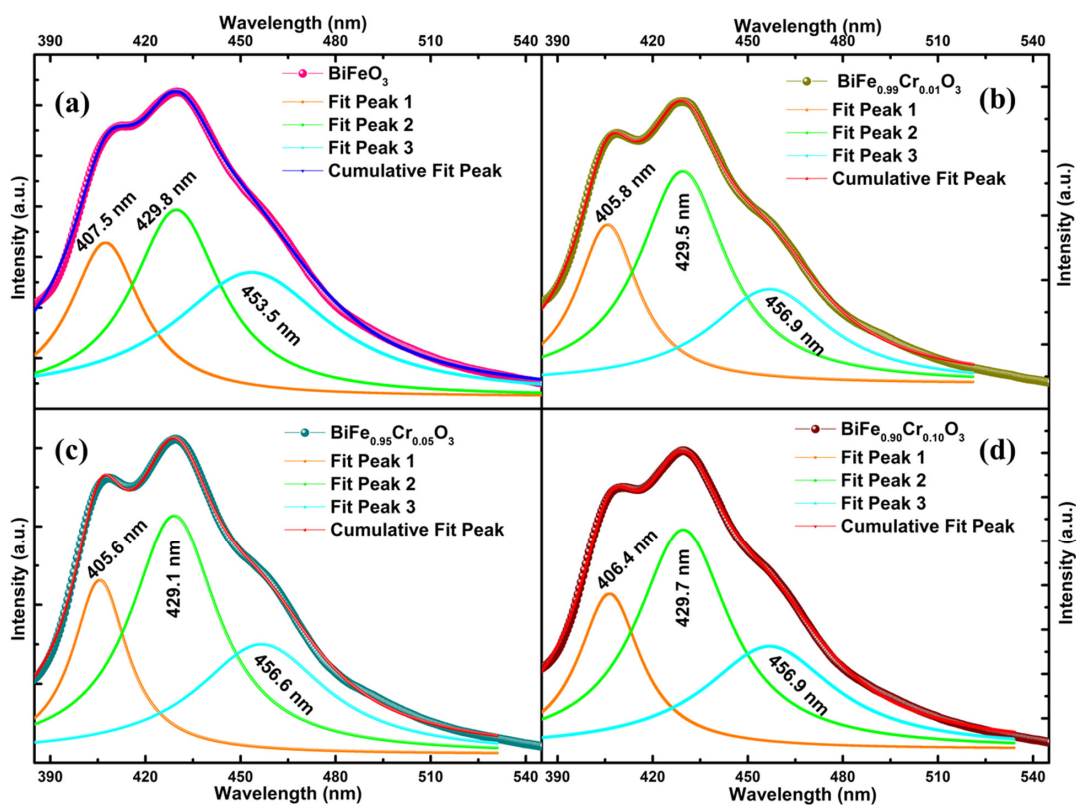 Wavelength (nm)
390 420 450 480 510 540
Wavelength (nm)
390 420 450 480 510 540
Intensity (a.u.)
(a)
BiFeO3
Fit Peak 1
Fit Peak 2
Fit Peak 3
Cumulative Fit Peak
407.5 nm
429.8 nm
453.5 nm
(b)
BiFe0.99Cr0.01O3
Fit Peak 1
Fit Peak 2
Fit Peak 3
Cumulative Fit Peak
405.8 nm
429.5 nm
456.9 nm
Intensity (a.u.)
Intensity (a.u.)
(c)
BiFe0.95Cr0.05O3
Fit Peak 1
Fit Peak 2
Fit Peak 3
Cumulative Fit Peak
405.6 nm
429.1 nm
456.6 nm
(d)
BiFe0.90Cr0.10O3
Fit Peak 1
Fit Peak 2
Fit Peak 3
Cumulative Fit Peak
406.4 nm
429.7 nm
456.9 nm
Intensity (a.u.)
390 420 450 480 510 540
Wavelength (nm)
390 420 450 480 510 540
Wavelength (nm)